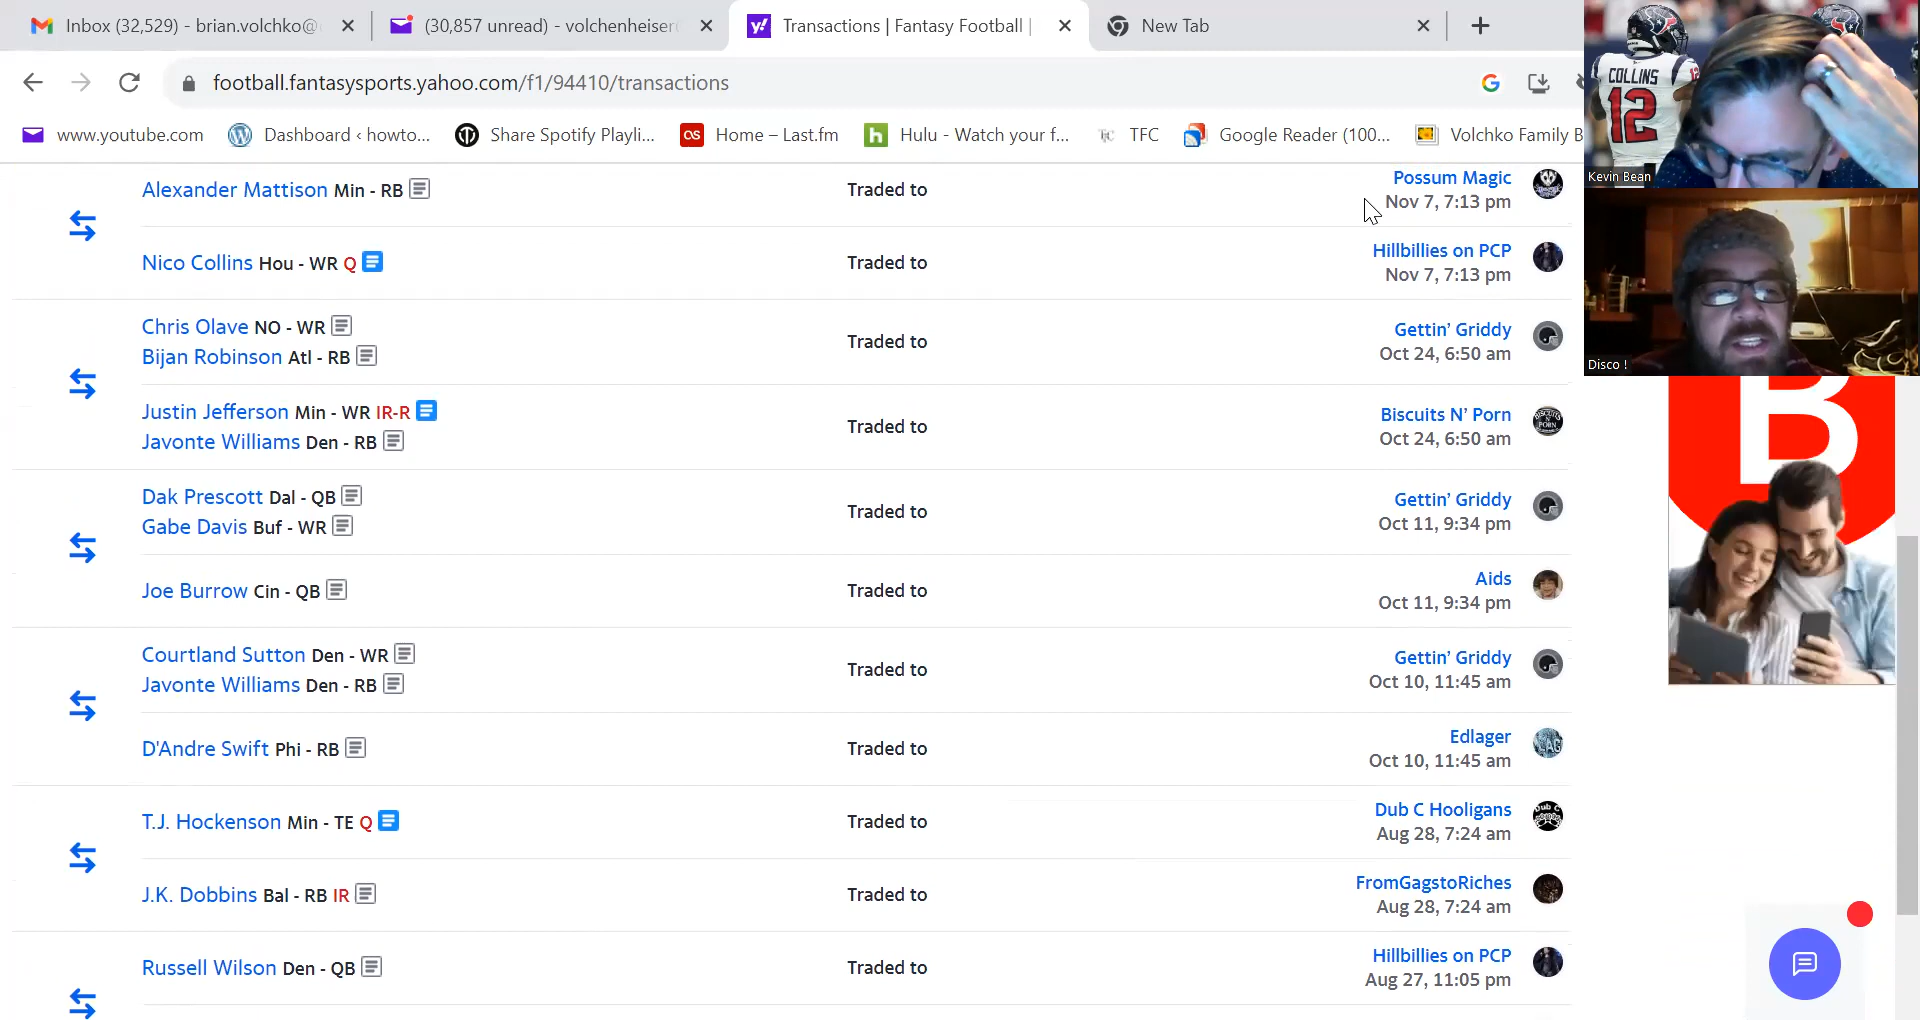 Inbox (32,529) - brian.volchko@
(30,857 unread) - volchenheiser
Transactions | Fantasy Football |
New Tab
football.fantasysports.yahoo.com/f1/94410/transactions
www.youtube.com
Dashboard ‹ howto...
Share Spotify Playli...
Home – Last.fm
Hulu - Watch your f...
TFC
Google Reader (100...
Volchko Family B
COLLINS
12
Kevin Bean
Disco !
Alexander Mattison Min - RB
Traded to
Possum Magic
Nov 7, 7:13 pm
Nico Collins Hou - WR Q
Traded to
Hillbillies on PCP
Nov 7, 7:13 pm
Chris Olave NO - WR
Bijan Robinson Atl - RB
Traded to
Gettin' Griddy
Oct 24, 6:50 am
Justin Jefferson Min - WR IR-R
Javonte Williams Den - RB
Traded to
Biscuits N' Porn
Oct 24, 6:50 am
Dak Prescott Dal - QB
Gabe Davis Buf - WR
Traded to
Gettin' Griddy
Oct 11, 9:34 pm
Joe Burrow Cin - QB
Traded to
Aids
Oct 11, 9:34 pm
Courtland Sutton Den - WR
Javonte Williams Den - RB
Traded to
Gettin' Griddy
Oct 10, 11:45 am
D'Andre Swift Phi - RB
Traded to
Edlager
Oct 10, 11:45 am
T.J. Hockenson Min - TE Q
Traded to
Dub C Hooligans
Aug 28, 7:24 am
J.K. Dobbins Bal - RB IR
Traded to
FromGagstoRiches
Aug 28, 7:24 am
Russell Wilson Den - QB
Traded to
Hillbillies on PCP
Aug 27, 11:05 pm
B